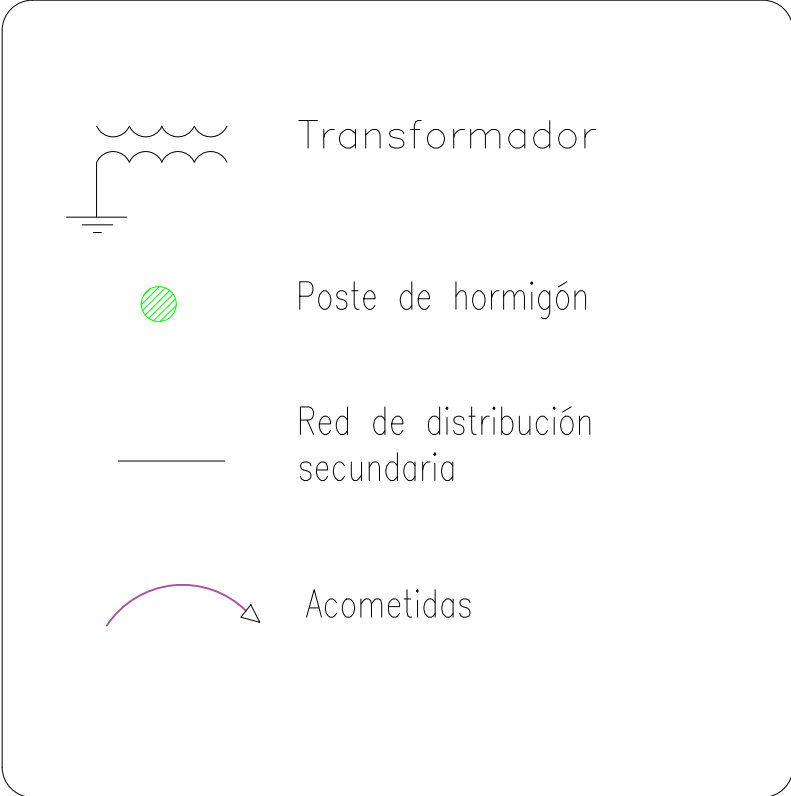 Transformador
Poste de hormigón
Red de distribución
secundaria
Acometidas